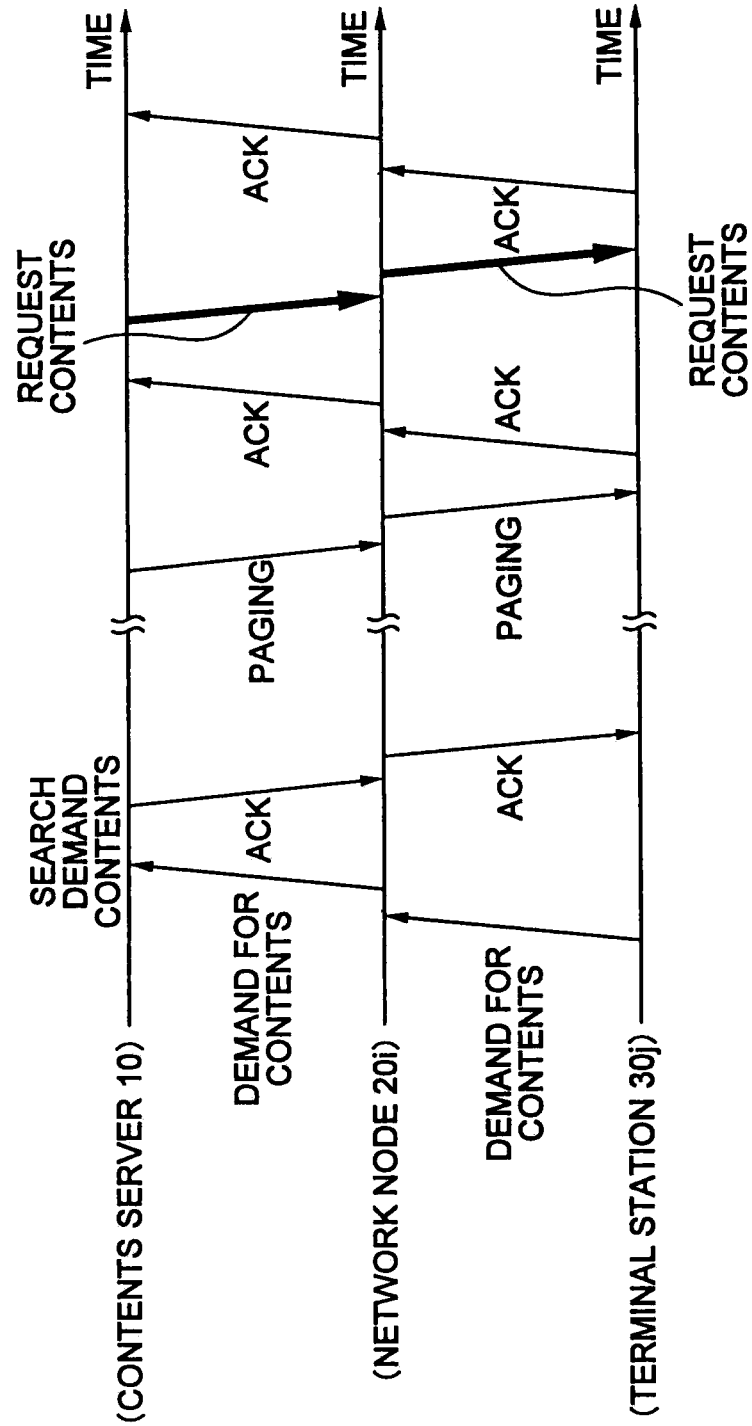 SEARCH
DEMAND
CONTENTS
REQUEST
CONTENTS
(CONTENTS SERVER 10)
TIME
DEMAND FOR
CONTENTS
ACK
PAGING
ACK
ACK
(NETWORK NODE 20i)
TIME
DEMAND FOR
CONTENTS
ACK
PAGING
ACK
ACK
(TERMINAL STATION 30j)
TIME
REQUEST
CONTENTS